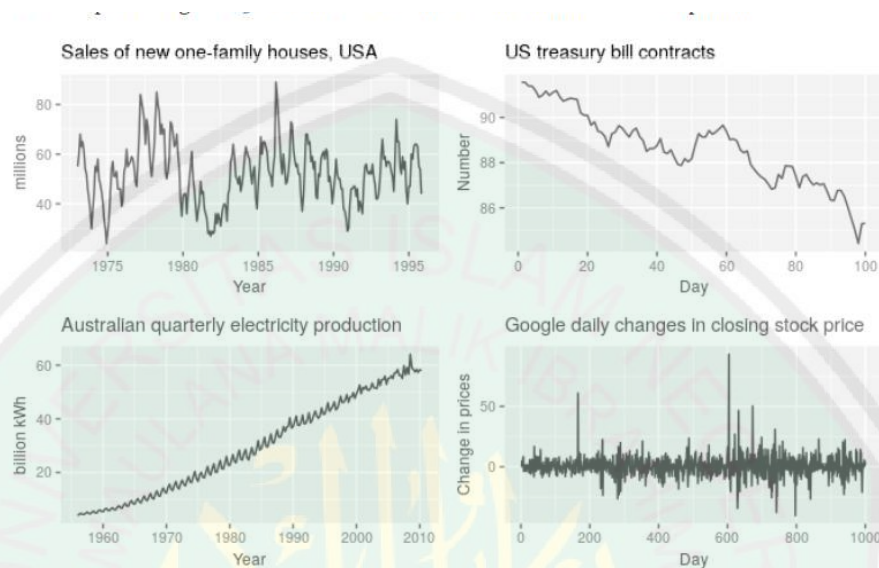 Sales of new one-family houses, USA
millions
80
60
40
1975 1980 1985 1990 1995
Year
US treasury bill contracts
Number
90
88
86
0 20 40 60 80 100
Day
Australian quarterly electricity production
billion kWh
60
40
20
1960 1970 1980 1990 2000 2010
Year
Google daily changes in closing stock price
Change in prices
50
0
0 200 400 600 800 1000
Day